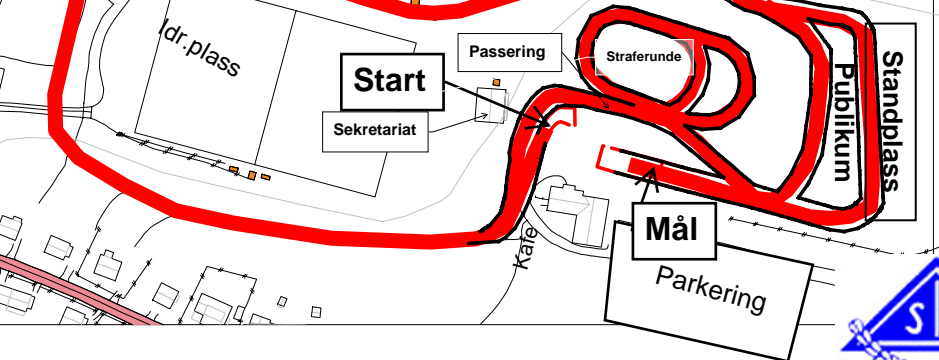 Idr.plass
Start
Sekretariat
Passering
Straferunde
Publikum
Standplass
Mål
Kafe
Parkering
S